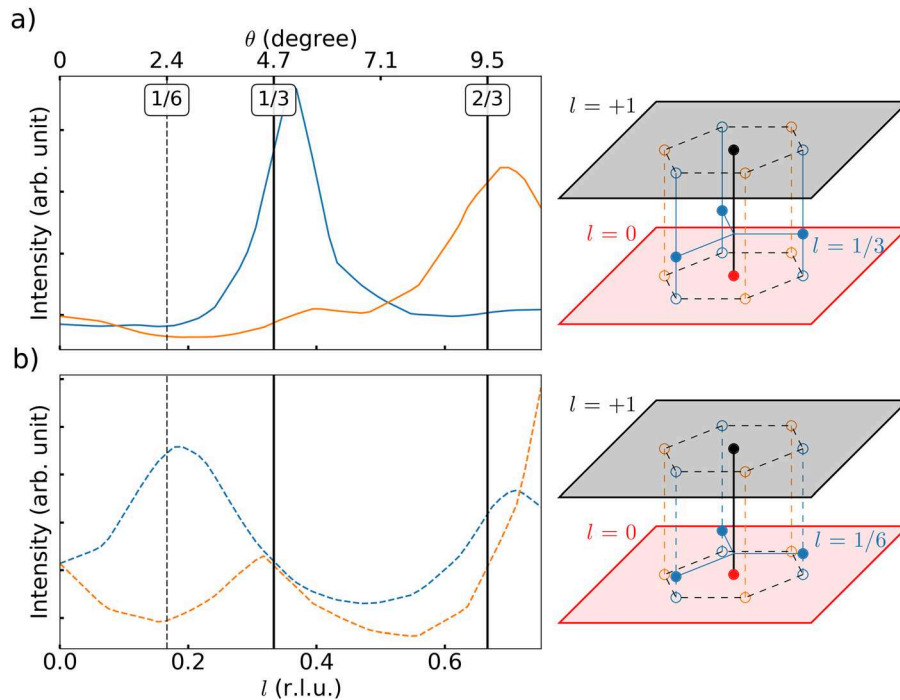 a)
θ (degree)
0 2.4 4.7 7.1 9.5
1/6 1/3 2/3
Intensity (arb. unit)
l = +1
l = 0
l = 1/3
b)
Intensity (arb. unit)
l = +1
l = 0
l = 1/6
0.0 0.2 0.4 0.6
l (r.l.u.)